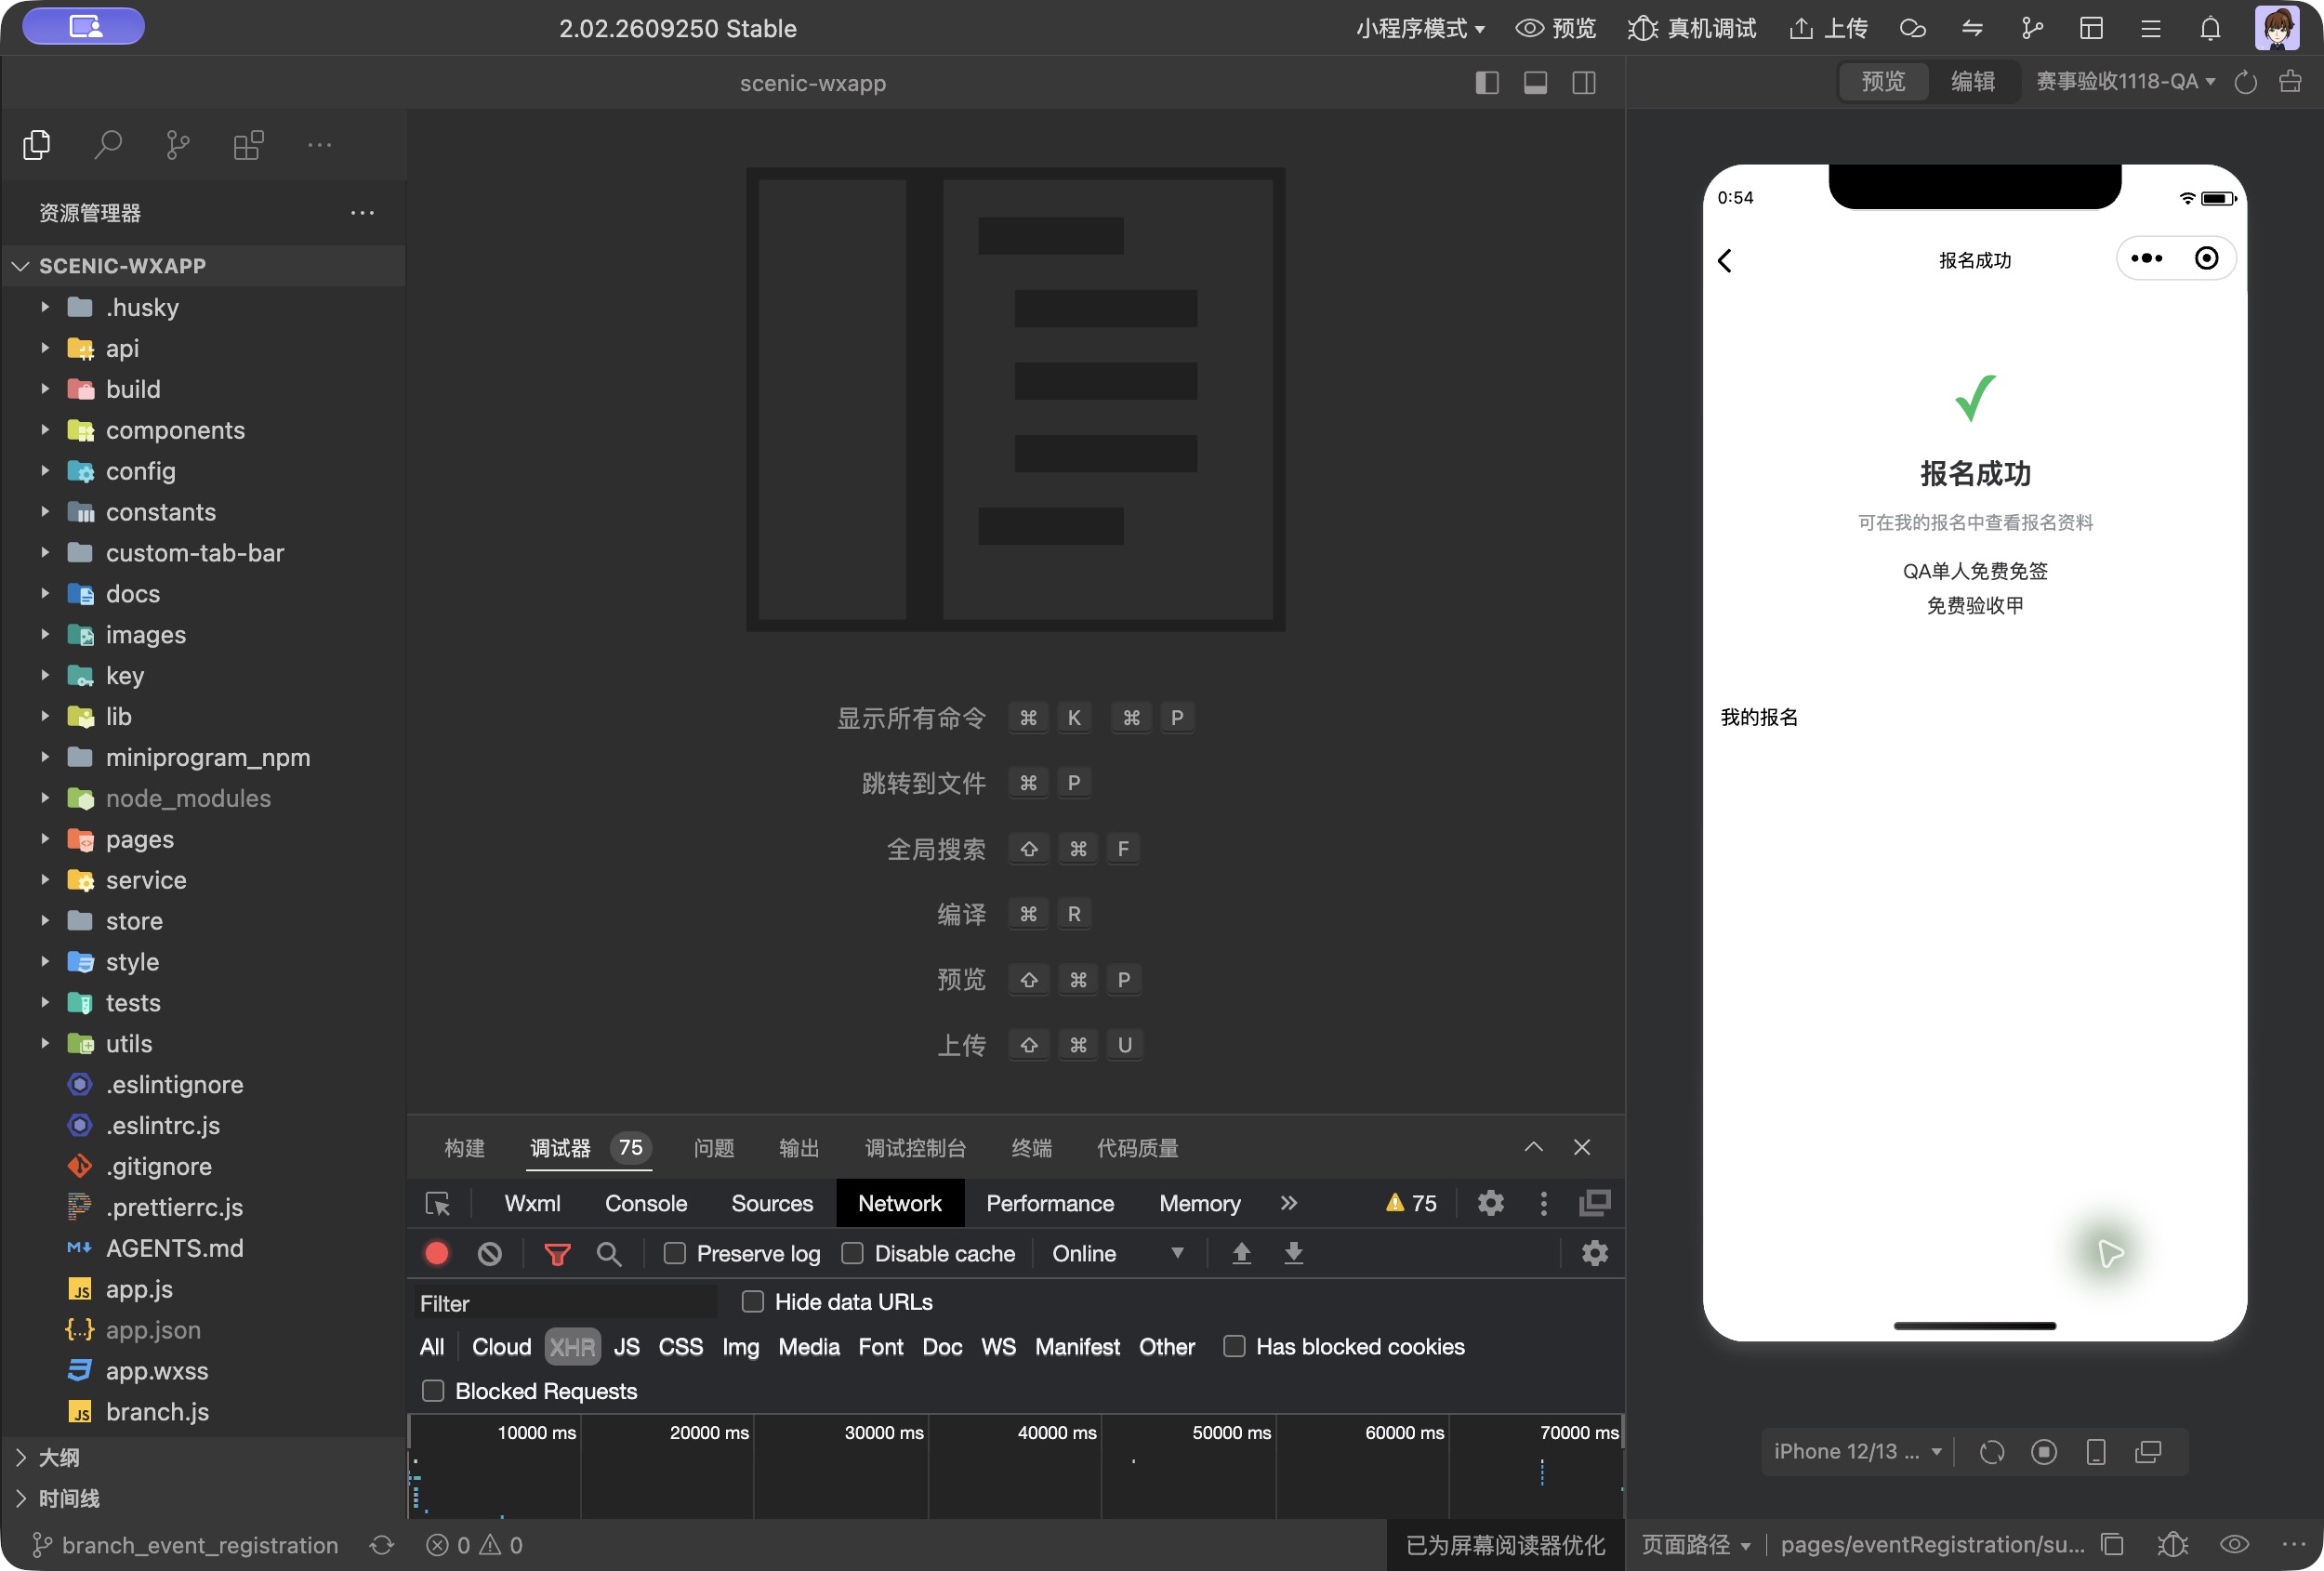 2.02.2609250 Stable
小程序模式
预览
真机调试
上传
scenic-wxapp
预览
编辑
赛事验收1118-QA
资源管理器
SCENIC-WXAPP
.husky
api
build
components
config
constants
custom-tab-bar
docs
images
key
lib
miniprogram_npm
node_modules
pages
service
store
style
tests
utils
.eslintignore
.eslintrc.js
.gitignore
.prettierrc.js
AGENTS.md
app.js
app.json
app.wxss
branch.js
大纲
时间线
显示所有命令 ⌘ K ⌘ P
跳转到文件 ⌘ P
全局搜索 ⇧ ⌘ F
编译 ⌘ R
预览 ⇧ ⌘ P
上传 ⇧ ⌘ U
构建
调试器 75
问题
输出
调试控制台
终端
代码质量
Wxml
Console
Sources
Network
Performance
Memory
75
Preserve log
Disable cache
Online
Filter
Hide data URLs
All Cloud XHR JS CSS Img Media Font Doc WS Manifest Other
Has blocked cookies
Blocked Requests
10000 ms 20000 ms 30000 ms 40000 ms 50000 ms 60000 ms 70000 ms
0:54
报名成功
报名成功
可在我的报名中查看报名资料
QA单人免费免签
免费验收甲
我的报名
iPhone 12/13 ...
branch_event_registration
0
0
已为屏幕阅读器优化
页面路径
pages/eventRegistration/su...